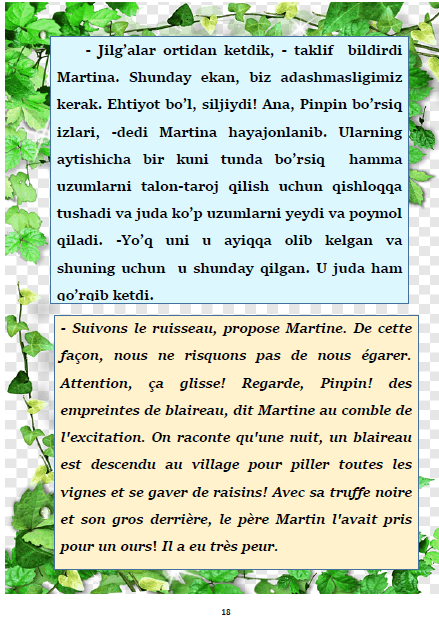 - Jilg’alar ortidan ketdik, - taklif bildirdi
Martina. Shunday ekan, biz adashmasligimiz
kerak. Ehtiyot bo’l, siljiydi! Ana, Pinpin bo’rsiq
izlari, -dedi Martina hayajonlanib. Ularning
aytishicha bir kuni tunda bo’rsiq hamma
uzumlarni talon-taroj qilish uchun qishloqqa
tushadi va juda ko’p uzumlarni yeydi va poymol
qiladi. -Yo’q uni u ayiqqa olib kelgan va
shuning uchun u shunday qilgan. U juda ham
qo’rqib ketdi.
- Suivons le ruisseau, propose Martine. De cette
façon, nous ne risquons pas de nous égarer.
Attention, ça glisse! Regarde, Pinpin! des
empreintes de blaireau, dit Martine au comble de
l'excitation. On raconte qu'une nuit, un blaireau
est descendu au village pour piller toutes les
vignes et se gaver de raisins! Avec sa truffe noire
et son gros derrière, le père Martin l'avait pris
pour un ours! Il a eu très peur.
18